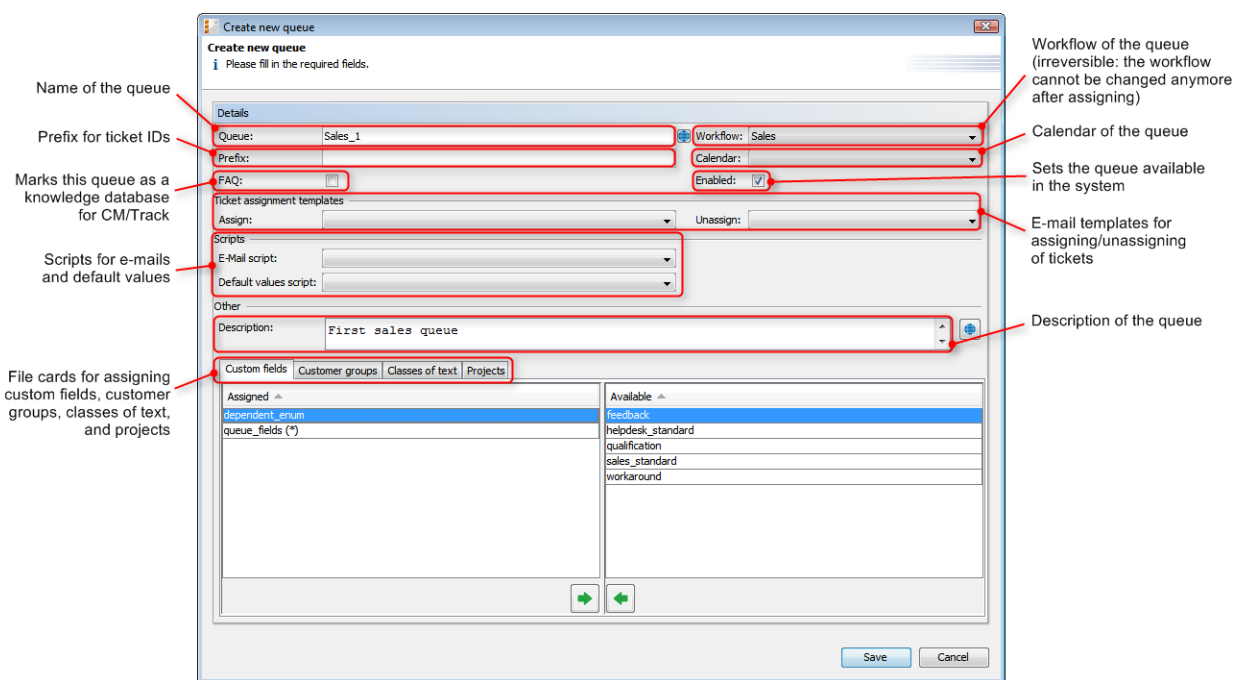 Create new queue
Create new queue
i Please fill in the required fields.
Name of the queue
Prefix for ticket IDs
Marks this queue as a
knowledge database
for CM/Track
Scripts for e-mails
and default values
File cards for assigning
custom fields, customer
groups, classes of text,
and projects
Details
Queue: Sales_1 Workflow: Sales
Prefix: Calendar:
FAQ: Enabled:
Ticket assignment templates
Assign: Unassign:
Scripts
E-Mail script:
Default values script:
Other
Description: First sales queue
Custom fields Customer groups Classes of text Projects
Assigned Available
dependent_enum feedback
queue_fields (*) helpdesk_standard
qualification
sales_standard
workaround
Save Cancel
Workflow of the queue
(irreversible: the workflow
cannot be changed anymore
after assigning)
Calendar of the queue
Sets the queue available
in the system
E-mail templates for
assigning/unassigning
of tickets
Description of the queue